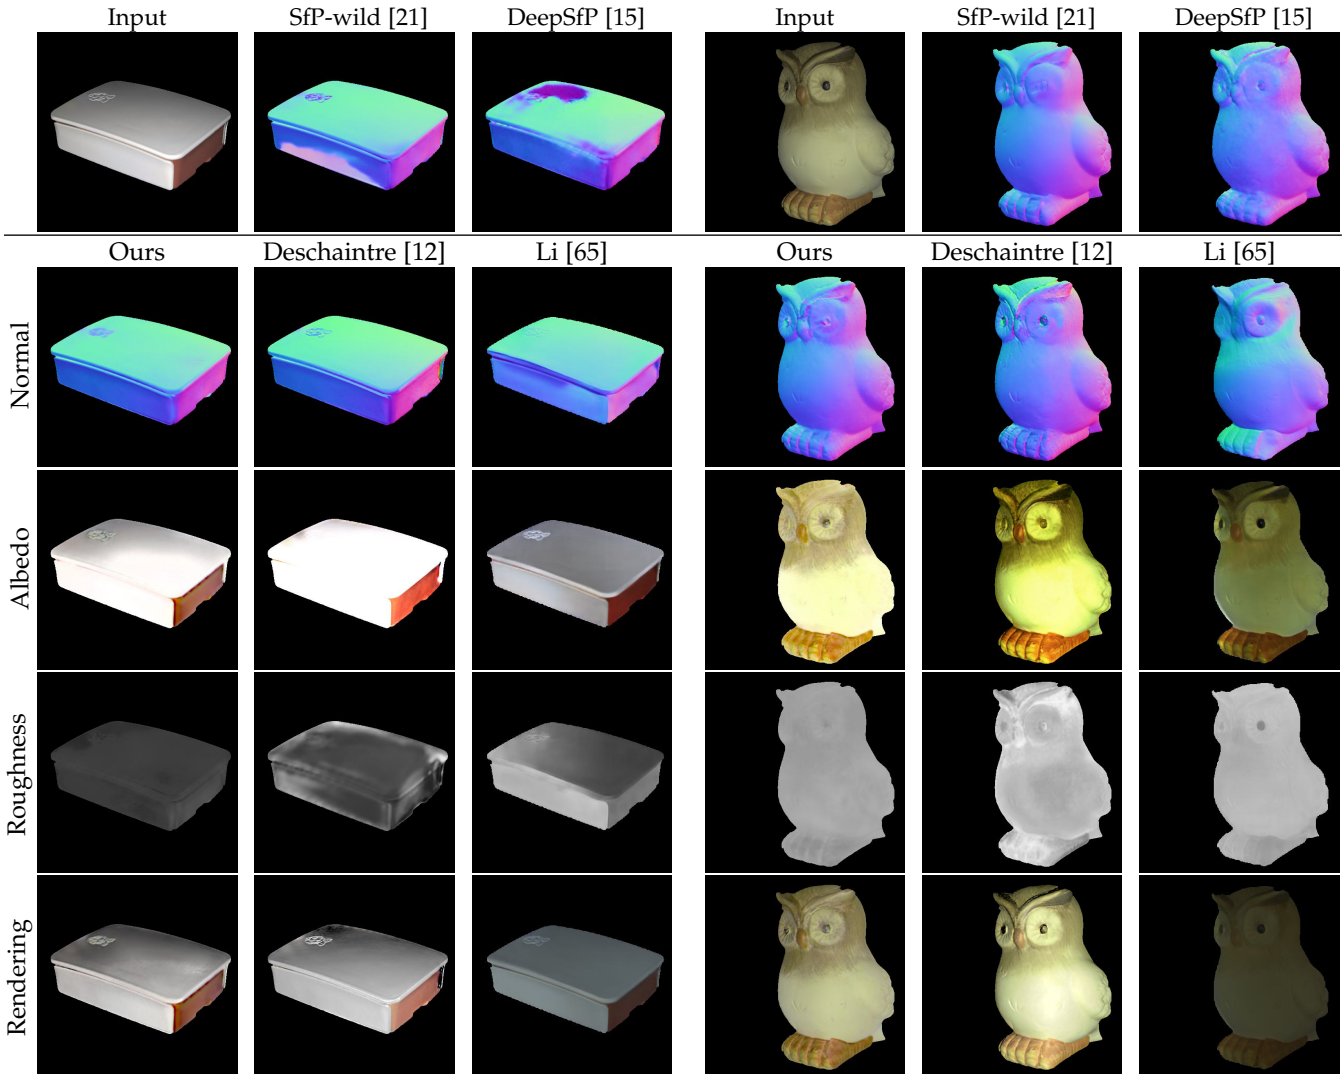 Input SfP-wild [21] DeepSfP [15] Input SfP-wild [21] DeepSfP [15]
Ours Deschaintre [12] Li [65] Ours Deschaintre [12] Li [65]
Normal
Albedo
Roughness
Rendering